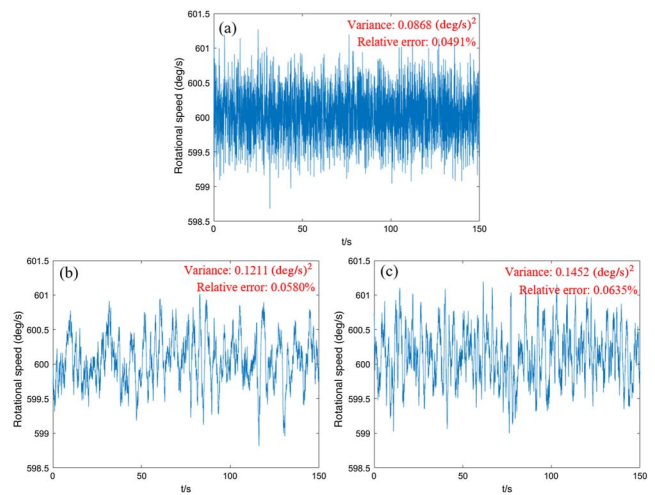 (a)
Variance: 0.0868 (deg/s)²
Relative error: 0.0491%
601.5
601
600.5
600
599.5
599
598.5
Rotational speed (deg/s)
0 50 100 150
t/s
(b)
Variance: 0.1211 (deg/s)²
Relative error: 0.0580%
601.5
601
600.5
600
599.5
599
598.5
Rotational speed (deg/s)
0 50 100 150
t/s
(c)
Variance: 0.1452 (deg/s)²
Relative error: 0.0635%
601.5
601
600.5
600
599.5
599
598.5
Rotational speed (deg/s)
0 50 100 150
t/s